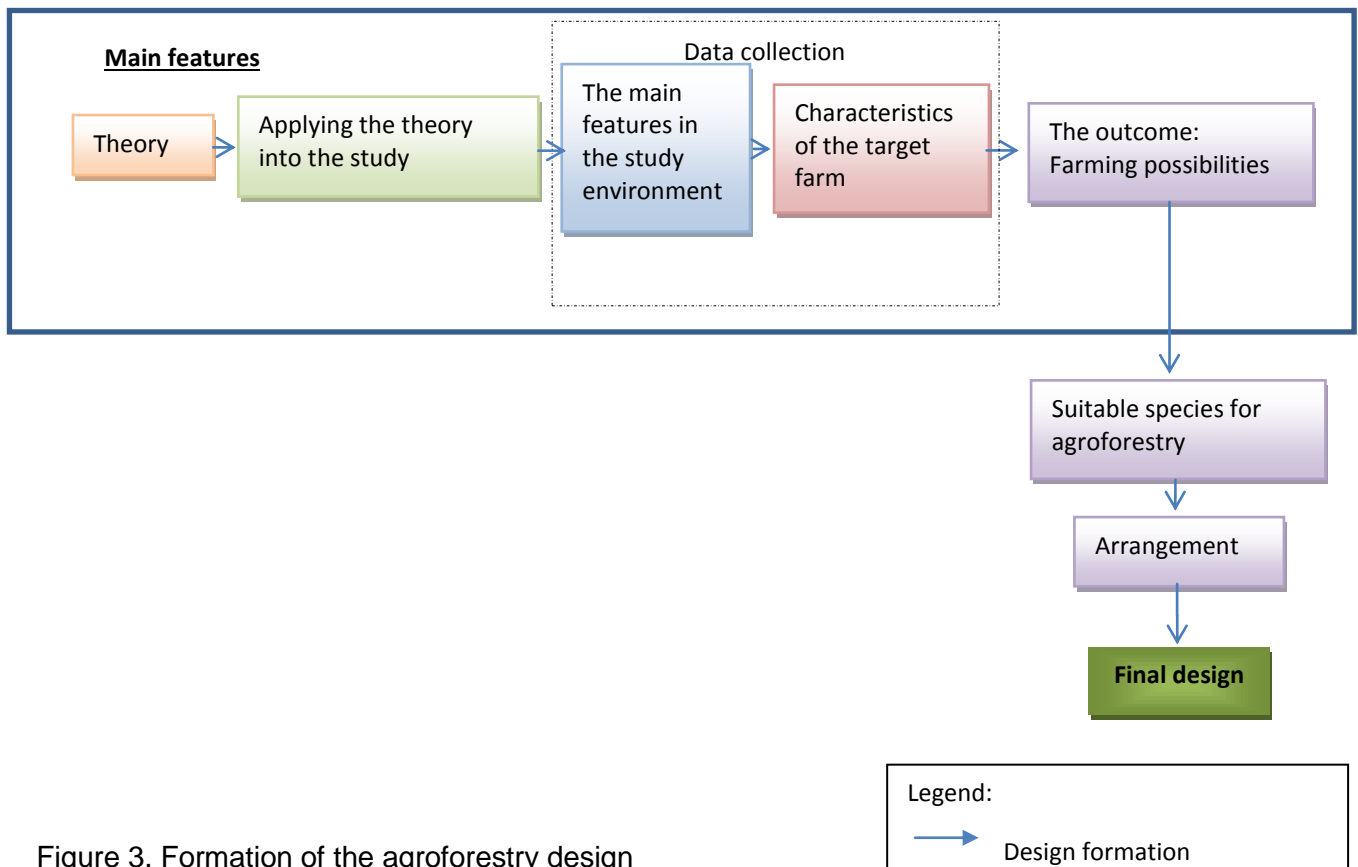 Main features
Data collection
Theory
Applying the theory
into the study
The main
features in
the study
environment
Characteristics
of the target
farm
The outcome:
Farming possibilities
Suitable species for
agroforestry
Arrangement
Final design
Legend:
Design formation
Figure 3. Formation of the agroforestry design